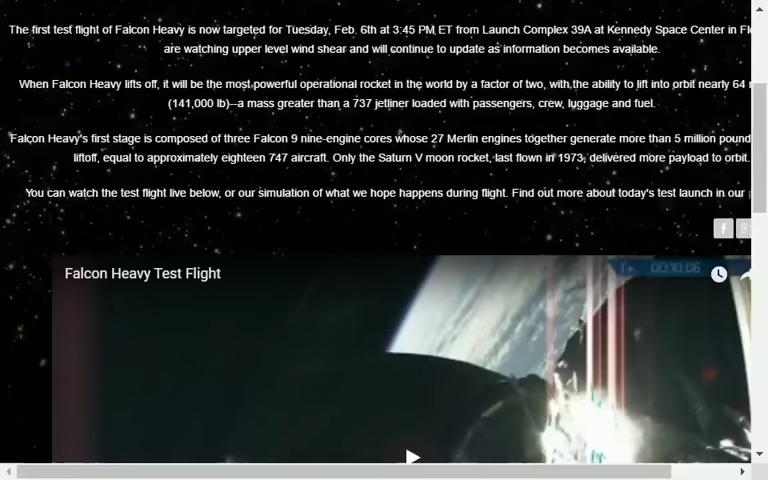 The first test flight of Falcon Heavy is now targeted for Tuesday, Feb. 6th at 3:45 PM ET from Launch Complex 39A at Kennedy Space Center in Fl
are watching upper level wind shear and will continue to update as information becomes available.
When Falcon Heavy lifts off, it will be the most powerful operational rocket in the world by a factor of two, with the ability to lift into orbit nearly 64
(141,000 lb)--a mass greater than a 737 jetliner loaded with passengers, crew, luggage and fuel.
Falcon Heavy's first stage is composed of three Falcon 9 nine-engine cores whose 27 Merlin engines together generate more than 5 million pound
liftoff, equal to approximately eighteen 747 aircraft. Only the Saturn V moon rocket, last flown in 1973, delivered more payload to orbit.
You can watch the test flight live below, or our simulation of what we hope happens during flight. Find out more about today's test launch in our
f 8
Falcon Heavy Test Flight
T+ 00:10:06